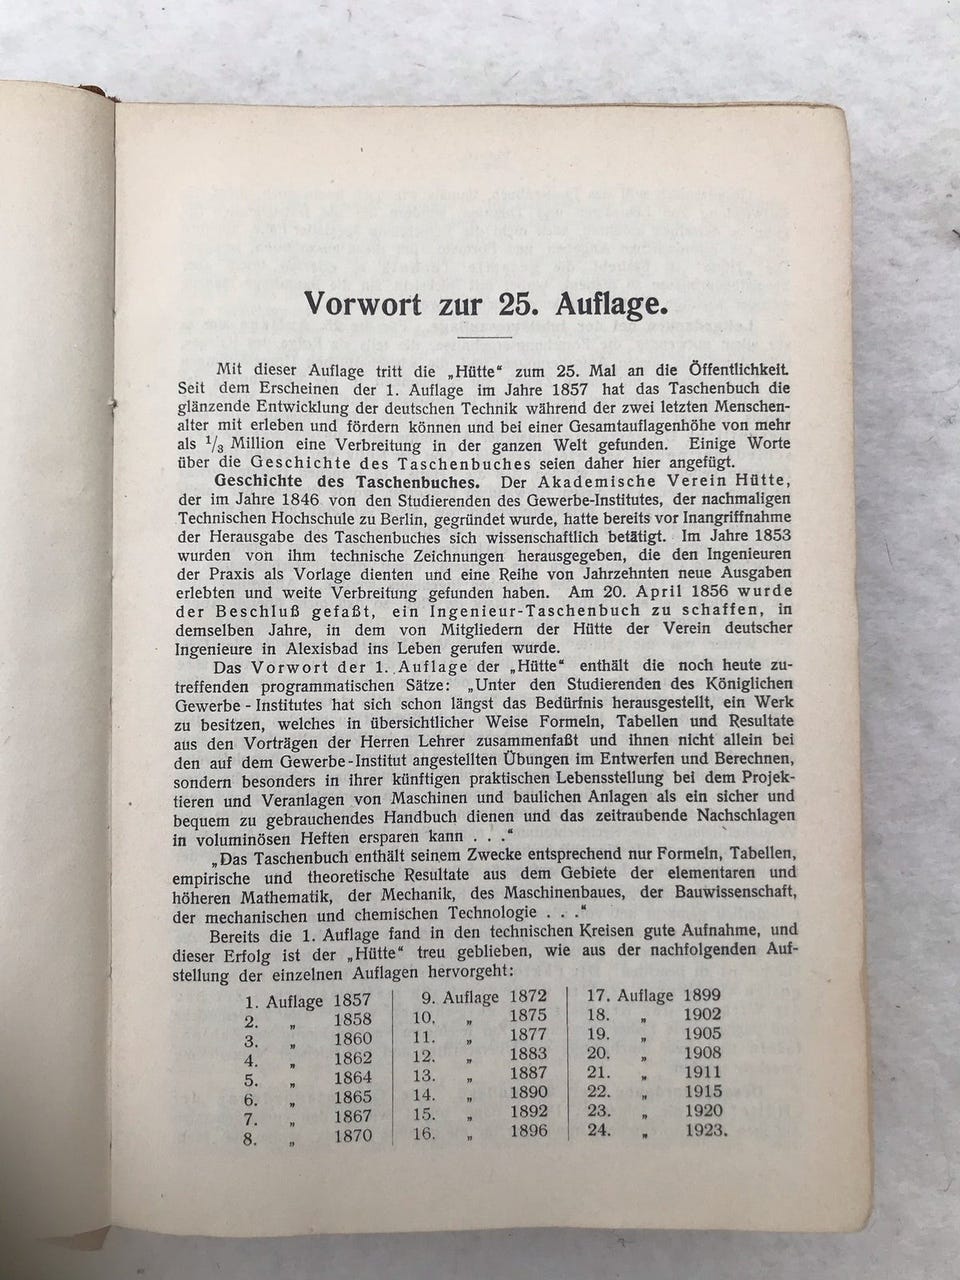 Vorwort zur 25. Auflage.
Mit dieser Auflage tritt die „Hütte“ zum 25. Mal an die Öffentlichkeit.
Seit dem Erscheinen der 1. Auflage im Jahre 1857 hat das Taschenbuch die
glänzende Entwicklung der deutschen Technik während der zwei letzten Menschen-
alter mit erleben und fördern können und bei einer Gesamtauflagenhöhe von mehr
als 1/3 Million eine Verbreitung in der ganzen Welt gefunden. Einige Worte
über die Geschichte des Taschenbuches seien daher hier angefügt.
Geschichte des Taschenbuches. Der Akademische Verein Hütte,
der im Jahre 1846 von den Studierenden des Gewerbe-Institutes, der nachmaligen
Technischen Hochschule zu Berlin, gegründet wurde, hatte bereits vor Inangriffnahme
der Herausgabe des Taschenbuches sich wissenschaftlich betätigt. Im Jahre 1853
wurden von ihm technische Zeichnungen herausgegeben, die den Ingenieuren
der Praxis als Vorlage dienten und eine Reihe von Jahrzehnten neue Ausgaben
erlebten und weite Verbreitung gefunden haben. Am 20. April 1856 wurde
der Beschluß gefaßt, ein Ingenieur-Taschenbuch zu schaffen, in
demselben Jahre, in dem von Mitgliedern der Hütte der Verein deutscher
Ingenieure in Alexisbad ins Leben gerufen wurde.
Das Vorwort der 1. Auflage der „Hütte“ enthält die noch heute zu-
treffenden programmatischen Sätze: „Unter den Studierenden des Königlichen
Gewerbe-Institutes hat sich schon längst das Bedürfnis herausgestellt, ein Werk
zu besitzen, welches in übersichtlicher Weise Formeln, Tabellen und Resultate
aus den Vorträgen der Herren Lehrer zusammenfaßt und ihnen nicht allein bei
den auf dem Gewerbe-Institut angestellten Übungen im Entwerfen und Berechnen,
sondern besonders in ihrer künftigen praktischen Lebensstellung bei dem Projek-
tieren und Veranlagen von Maschinen und baulichen Anlagen als ein sicher und
bequem zu gebrauchendes Handbuch dienen und das zeitraubende Nachschlagen
in voluminösen Heften ersparen kann . . .“
„Das Taschenbuch enthält seinem Zwecke entsprechend nur Formeln, Tabellen,
empirische und theoretische Resultate aus dem Gebiete der elementaren und
höheren Mathematik, der Mechanik, des Maschinenbaues, der Bauwissenschaft,
der mechanischen und chemischen Technologie . . .“
Bereits die 1. Auflage fand in den technischen Kreisen gute Aufnahme, und
dieser Erfolg ist der „Hütte“ treu geblieben, wie aus der nachfolgenden Auf-
stellung der einzelnen Auflagen hervorgeht:
1. Auflage 1857
2. „ 1858
3. „ 1860
4. „ 1862
5. „ 1864
6. „ 1865
7. „ 1867
8. „ 1870
9. Auflage 1872
10. „ 1875
11. „ 1877
12. „ 1883
13. „ 1887
14. „ 1890
15. „ 1892
16. „ 1896
17. Auflage 1899
18. „ 1902
19. „ 1905
20. „ 1908
21. „ 1911
22. „ 1915
23. „ 1920
24. „ 1923.